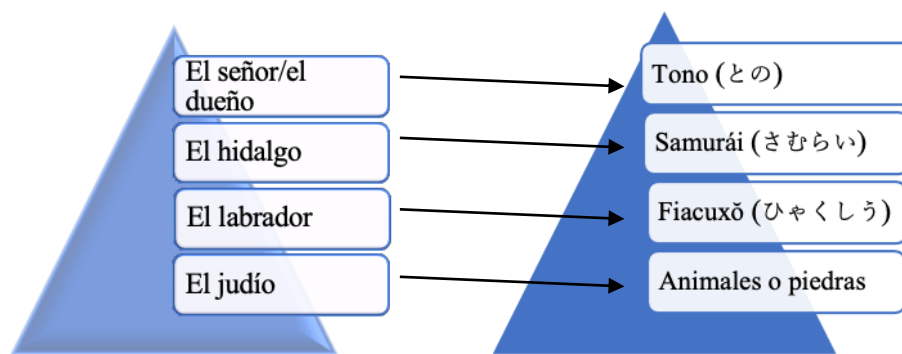 El señor/el
dueño
Tono (との)
El hidalgo
Samurái (さむらい)
El labrador
Fiacuxŏ (ひゃくしう)
El judío
Animales o piedras